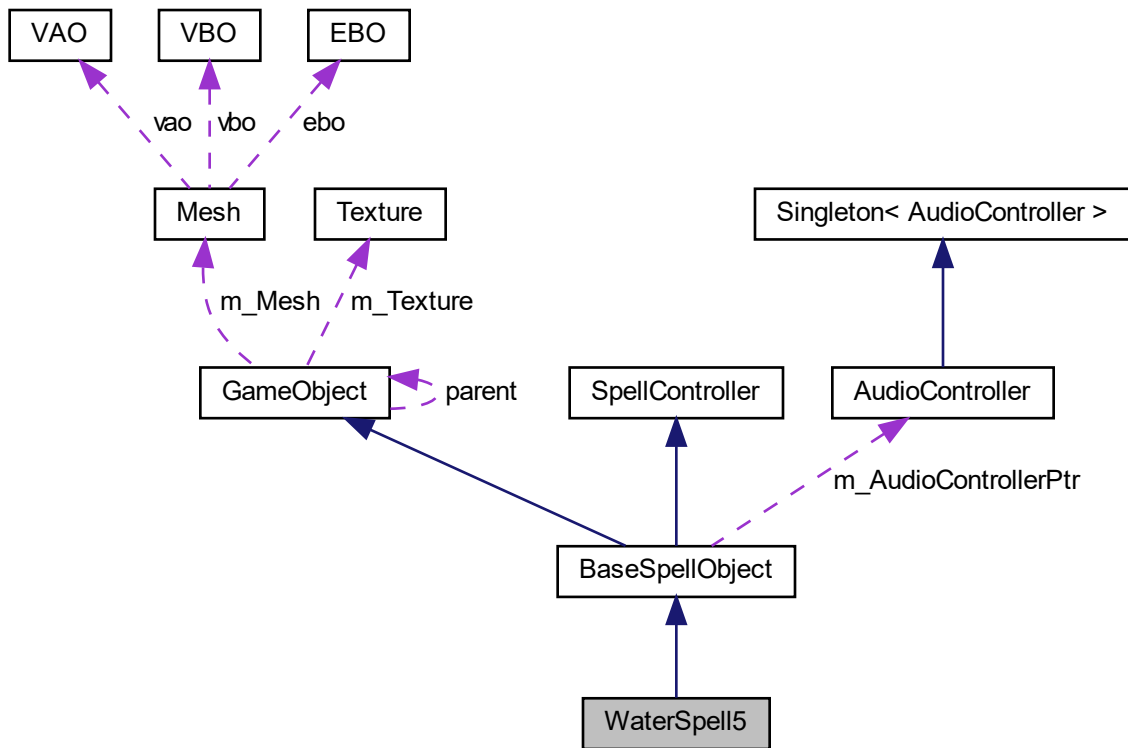 VAO
VBO
EBO
vao
vbo
ebo
Mesh
Texture
Singleton< AudioController >
m_Mesh
m_Texture
GameObject
parent
SpellController
AudioController
m_AudioControllerPtr
BaseSpellObject
WaterSpell5